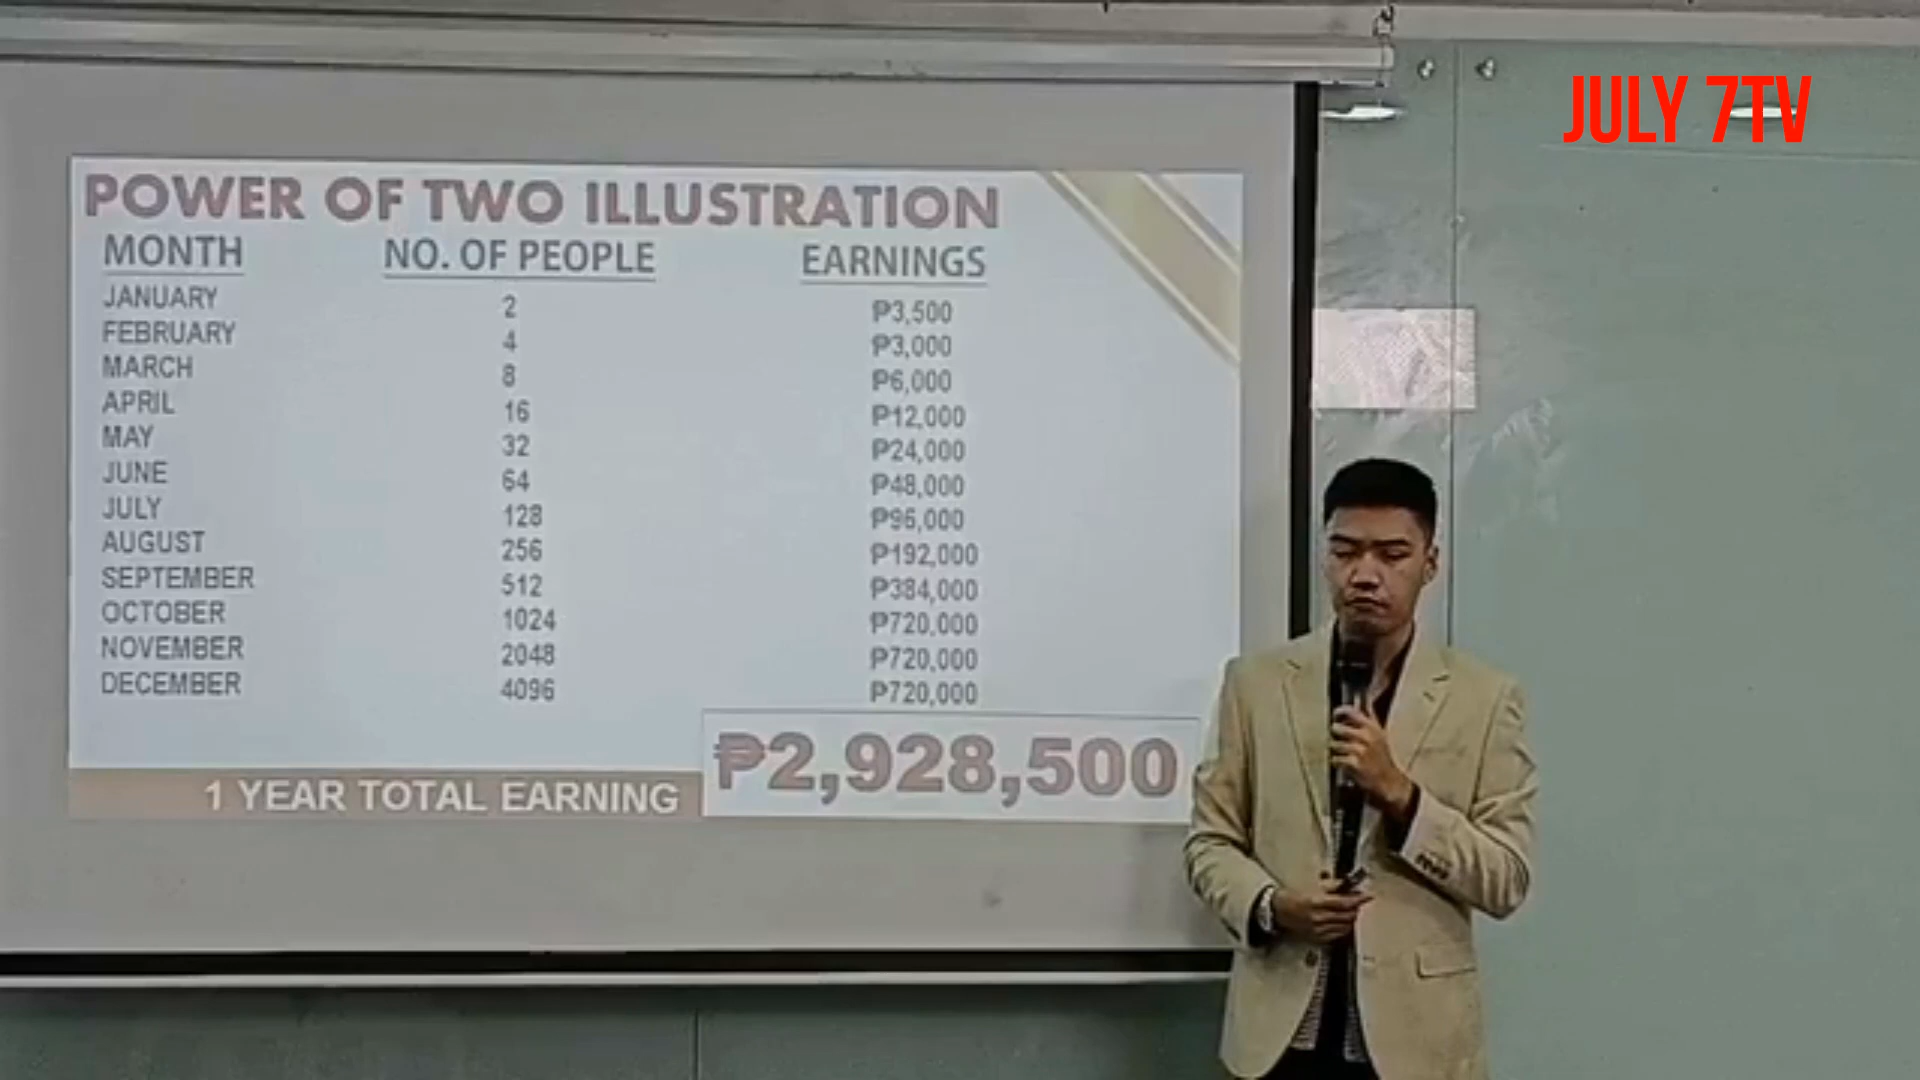 JULY 7TV
POWER OF TWO ILLUSTRATION
MONTH NO. OF PEOPLE EARNINGS
JANUARY 2 ₱3,500
FEBRUARY 4 ₱3,000
MARCH 8 ₱6,000
APRIL 16 ₱12,000
MAY 32 ₱24,000
JUNE 64 ₱48,000
JULY 128 ₱96,000
AUGUST 256 ₱192,000
SEPTEMBER 512 ₱384,000
OCTOBER 1024 ₱720,000
NOVEMBER 2048 ₱720,000
DECEMBER 4096 ₱720,000
1 YEAR TOTAL EARNING ₱2,928,500